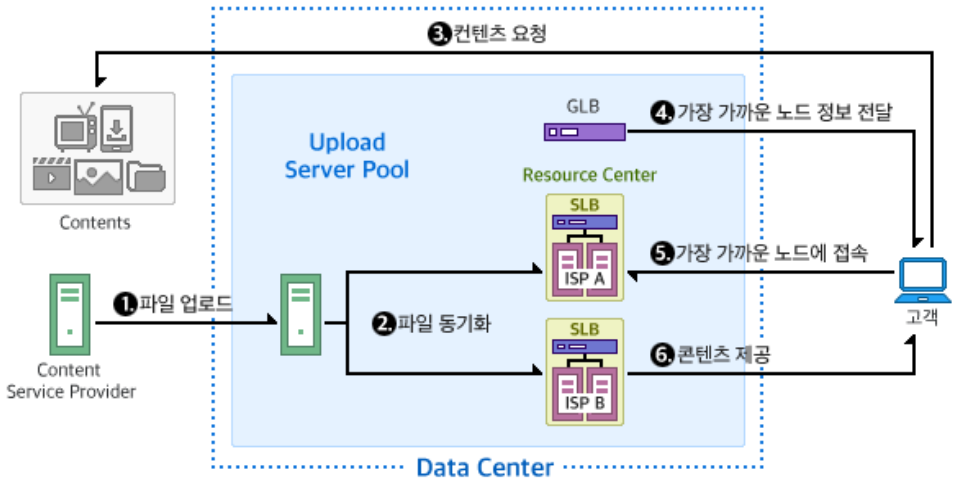 ❸컨텐츠 요청
GLB
❹가장 가까운 노드 정보 전달
Upload
Server Pool
Resource Center
SLB
Contents
❺가장 가까운 노드에 접속
ISP A
❶파일 업로드
고객
❷파일 동기화
SLB
❻콘텐츠 제공
Content
Service Provider
ISP B
Data Center